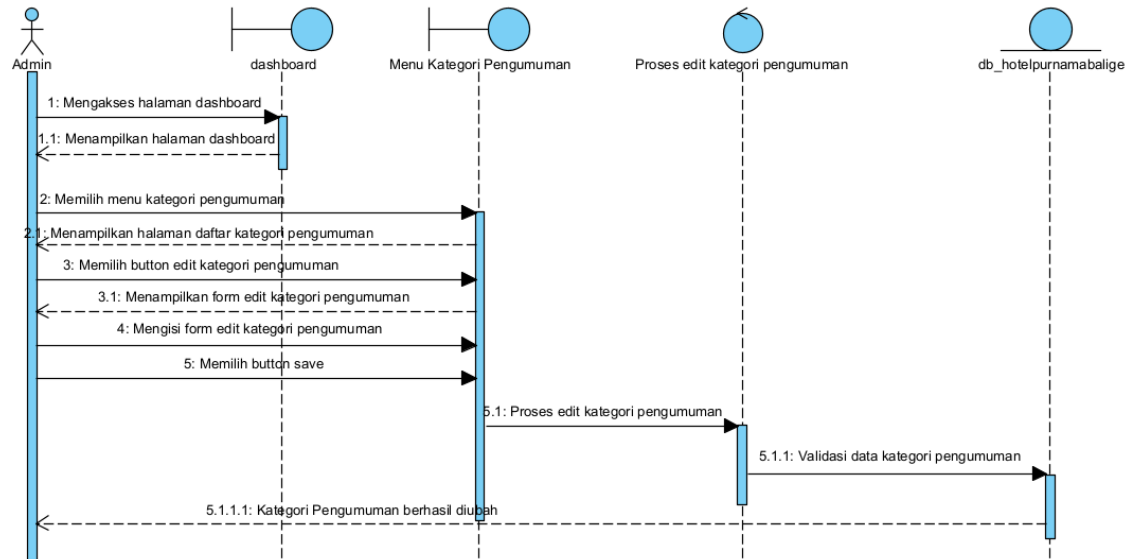 Admin
dashboard
Menu Kategori Pengumuman
Proses edit kategori pengumuman
db_hotelpurnamabalige
1: Mengakses halaman dashboard
1.1: Menampilkan halaman dashboard
2: Memilih menu kategori pengumuman
2.1: Menampilkan halaman daftar kategori pengumuman
3: Memilih button edit kategori pengumuman
3.1: Menampilkan form edit kategori pengumuman
4: Mengisi form edit kategori pengumuman
5: Memilih button save
5.1: Proses edit kategori pengumuman
5.1.1: Validasi data kategori pengumuman
5.1.1.1: Kategori Pengumuman berhasil diubah